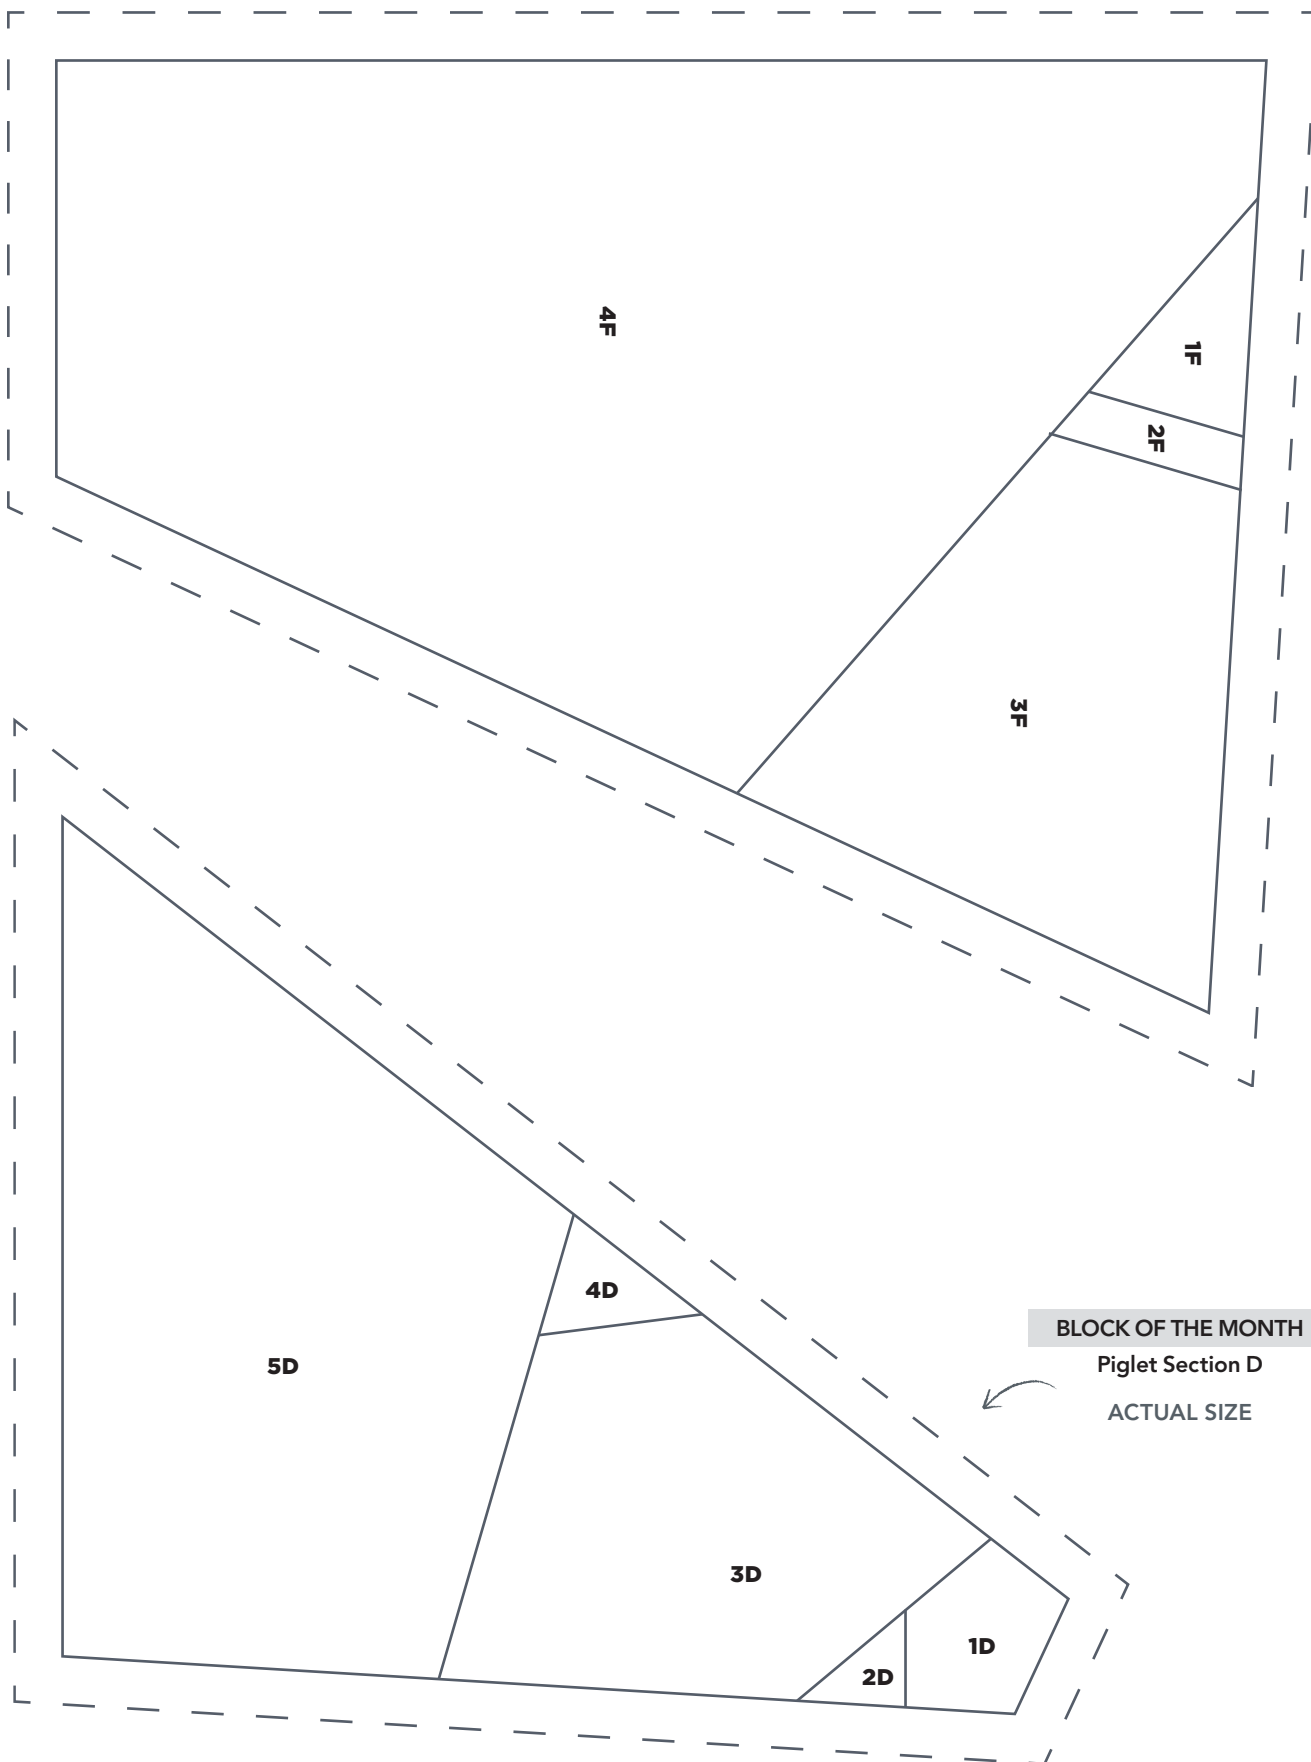 4F
1F
2F
3F
4D
5D
BLOCK OF THE MONTH
Piglet Section D
ACTUAL SIZE
3D
1D
2D